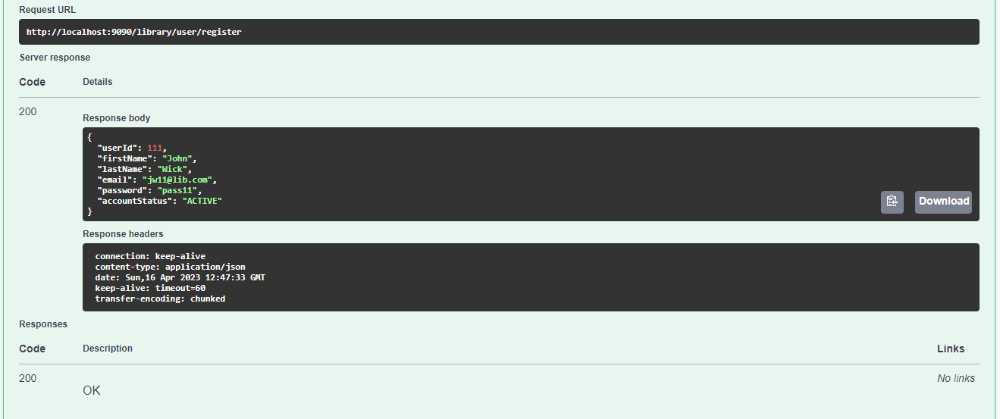 Request URL
http://localhost:9090/library/user/register
Server response
Code Details
200
Response body
{
"userId": 111,
"firstName": "John",
"lastName": "Wick",
"email": "jw11@lib.com",
"password": "pass11",
"accountStatus": "ACTIVE"
}
Download
Response headers
connection: keep-alive
content-type: application/json
date: Sun,16 Apr 2023 12:47:33 GMT
keep-alive: timeout=60
transfer-encoding: chunked
Responses
Code Description Links
200 No links
OK